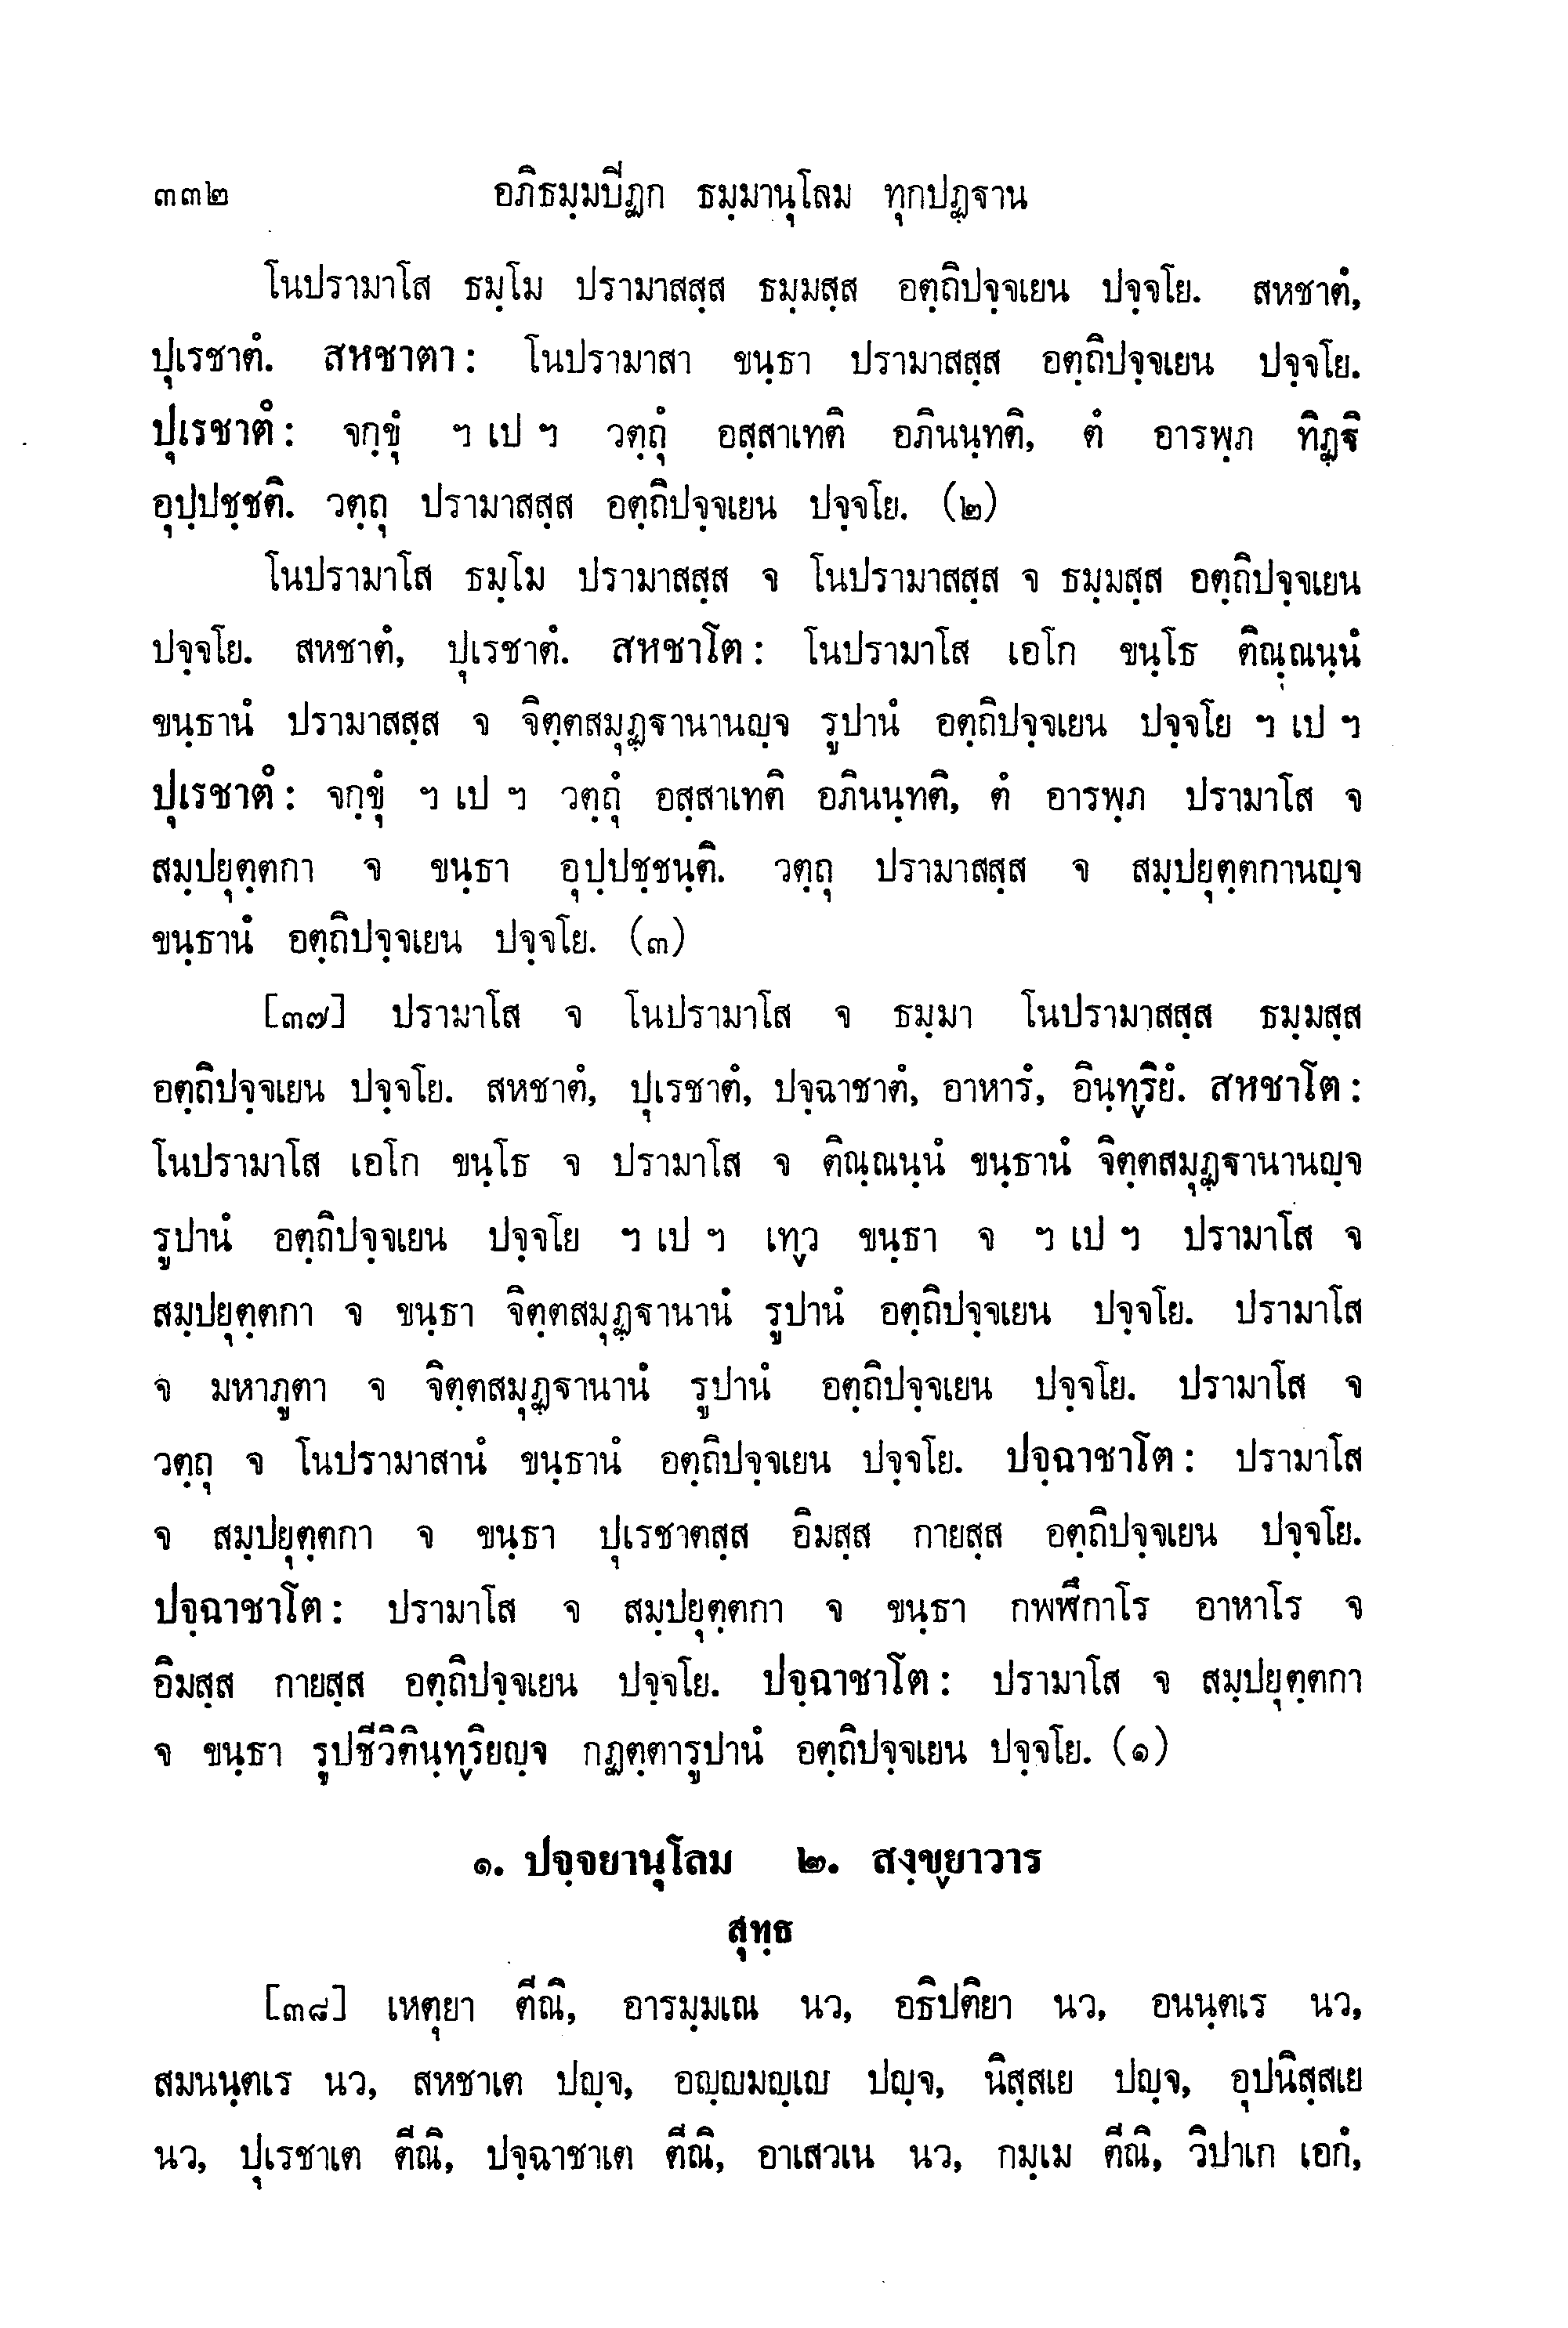 ๓๓๒ อภิธมฺมปีฏก ธมฺมานุโลม ทุกปฏฺฐาน
โนปรามาโส ธมฺโม ปรามาสสฺส ธมฺมสฺส อตฺถิปจฺจเยน ปจฺจโย. สหชาตํ,
ปุเรชาตํ. สหชาตา: โนปรามาสา ขนฺธา ปรามาสสฺส อตฺถิปจฺจเยน ปจฺจโย.
ปุเรชาตํ: จกฺขุํ ฯ เป ฯ วตฺถุํ อสฺสาเทติ อภินนฺทติ, ตํ อารพฺภ ทิฏฺฐิ
อุปฺปชฺชติ. วตฺถุ ปรามาสสฺส อตฺถิปจฺจเยน ปจฺจโย. (๒)
โนปรามาโส ธมฺโม ปรามาสสฺส จ โนปรามาสสฺส จ ธมฺมสฺส อตฺถิปจฺจเยน
ปจฺจโย. สหชาตํ, ปุเรชาตํ. สหชาโต: โนปรามาโส เอโก ขนฺโธ ติณฺณนฺนํ
ขนฺธานํ ปรามาสสฺส จ จิตฺตสมุฏฺฐานานญฺจ รูปานํ อตฺถิปจฺจเยน ปจฺจโย ฯ เป ฯ
ปุเรชาตํ: จกฺขุํ ฯ เป ฯ วตฺถุํ อสฺสาเทติ อภินนฺทติ, ตํ อารพฺภ ปรามาโส จ
สมฺปยุตฺตกา จ ขนฺธา อุปฺปชฺชนฺติ. วตฺถุ ปรามาสสฺส จ สมฺปยุตฺตกานญฺจ
ขนฺธานํ อตฺถิปจฺจเยน ปจฺจโย. (๓)
[๓๗] ปรามาโส จ โนปรามาโส จ ธมฺมา โนปรามาสสฺส ธมฺมสฺส
อตฺถิปจฺจเยน ปจฺจโย. สหชาตํ, ปุเรชาตํ, ปจฺฉาชาตํ, อาหารํ, อินฺทฺริยํ. สหชาโต:
โนปรามาโส เอโก ขนฺโธ จ ปรามาโส จ ติณฺณนฺนํ ขนฺธานํ จิตฺตสมุฏฺฐานานญฺจ
รูปานํ อตฺถิปจฺจเยน ปจฺจโย ฯ เป ฯ เทฺว ขนฺธา จ ฯ เป ฯ ปรามาโส จ
สมฺปยุตฺตกา จ ขนฺธา จิตฺตสมุฏฺฐานานํ รูปานํ อตฺถิปจฺจเยน ปจฺจโย. ปรามาโส
จ มหาภูตา จ จิตฺตสมุฏฺฐานานํ รูปานํ อตฺถิปจฺจเยน ปจฺจโย. ปรามาโส จ
วตฺถุ จ โนปรามาสานํ ขนฺธานํ อตฺถิปจฺจเยน ปจฺจโย. ปจฺฉาชาโต: ปรามาโส
จ สมฺปยุตฺตกา จ ขนฺธา ปุเรชาตสฺส อิมสฺส กายสฺส อตฺถิปจฺจเยน ปจฺจโย.
ปจฺฉาชาโต: ปรามาโส จ สมฺปยุตฺตกา จ ขนฺธา กพฬีกาโร อาหาโร จ
อิมสฺส กายสฺส อตฺถิปจฺจเยน ปจฺจโย. ปจฺฉาชาโต: ปรามาโส จ สมฺปยุตฺตกา
จ ขนฺธา รูปชีวิตินฺทฺริยญฺจ กฏตฺตารูปานํ อตฺถิปจฺจเยน ปจฺจโย. (๑)
๑. ปจฺจยานุโลม ๒. สงฺขฺยาวาร
สุทฺธ
[๓๘] เหตุยา ตีณิ, อารมฺมเณ นว, อธิปติยา นว, อนนฺตเร นว,
สมนนฺตเร นว, สหชาเต ปญฺจ, อญฺญมญฺเญ ปญฺจ, นิสฺสเย ปญฺจ, อุปนิสฺสเย
นว, ปุเรชาเต ตีณิ, ปจฺฉาชาเต ตีณิ, อาเสวเน นว, กมฺเม ตีณิ, วิปาเก เอกํ,